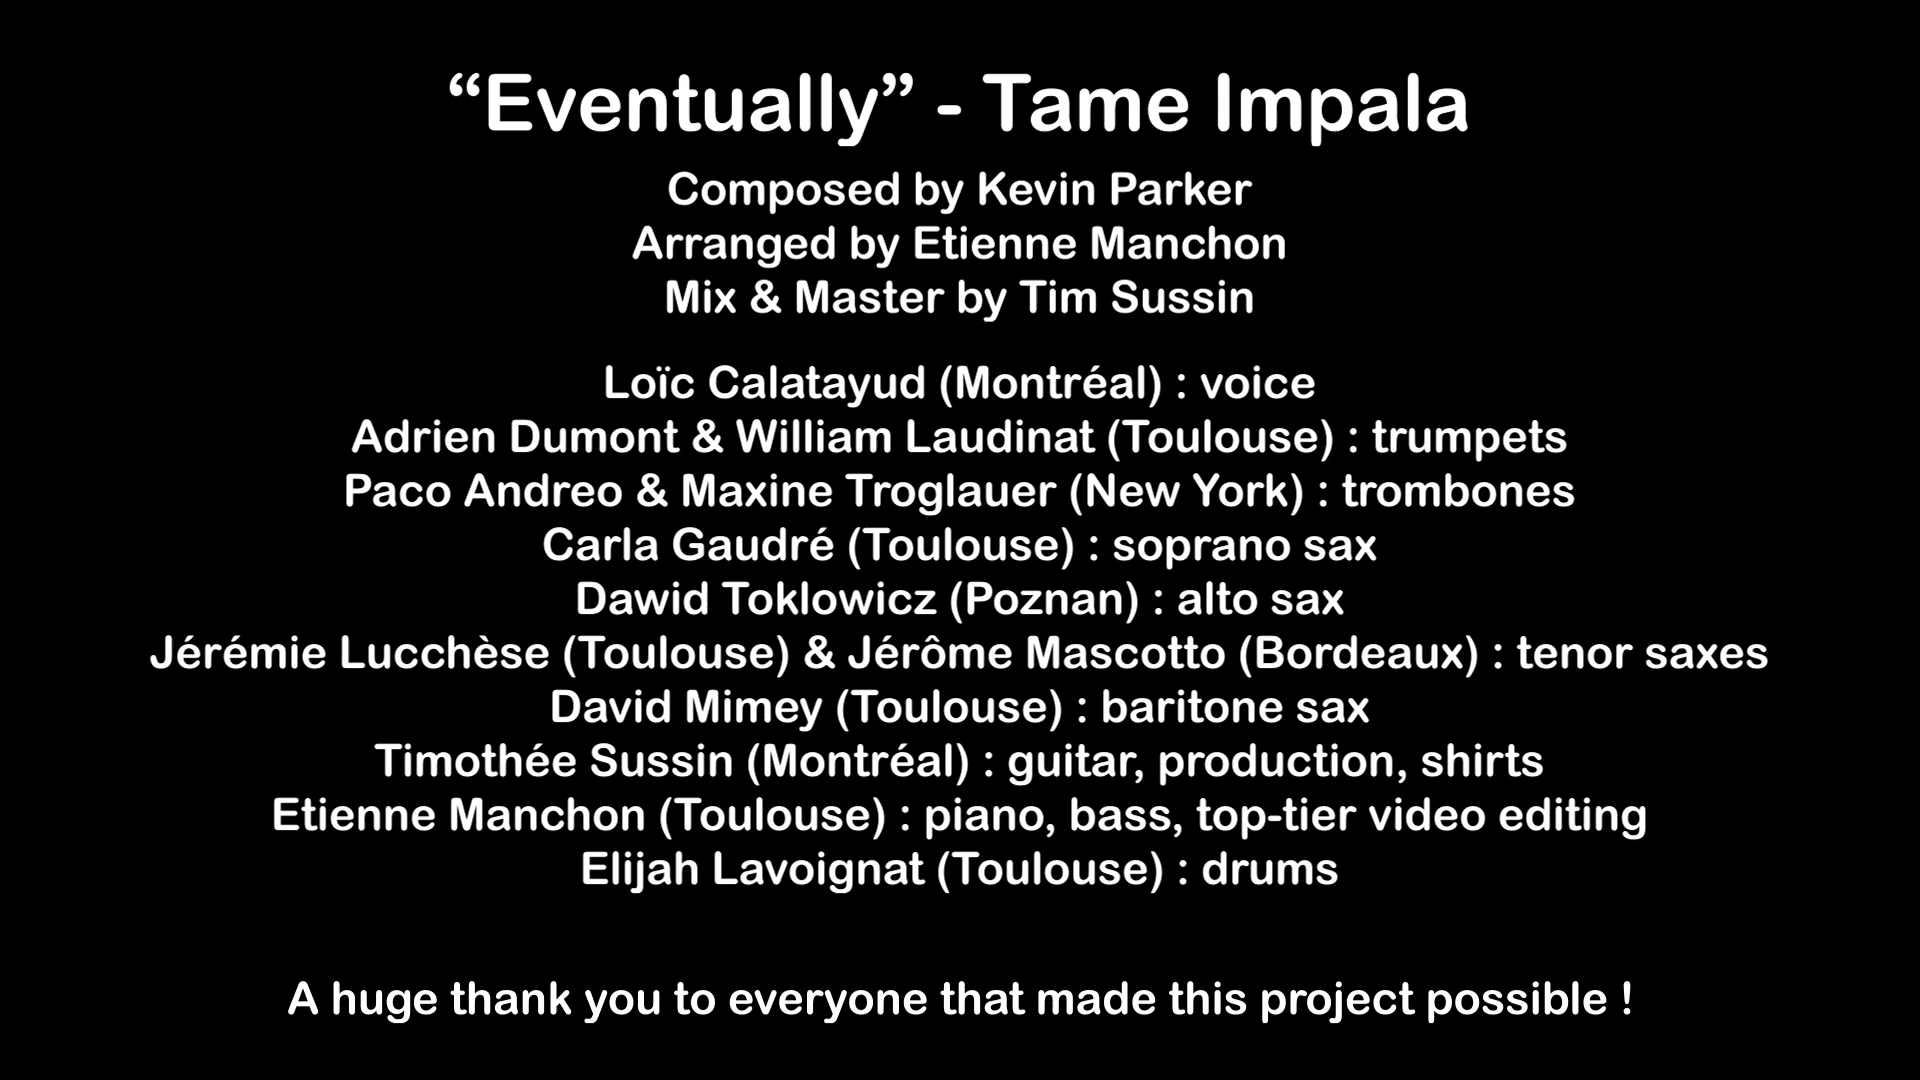 “Eventually” - Tame Impala
Composed by Kevin Parker
Arranged by Etienne Manchon
Mix & Master by Tim Sussin
Loïc Calatayud (Montréal) : voice
Adrien Dumont & William Laudinat (Toulouse) : trumpets
Paco Andreo & Maxine Troglauer (New York) : trombones
Carla Gaudré (Toulouse) : soprano sax
Dawid Toklowicz (Poznan) : alto sax
Jérémie Lucchèse (Toulouse) & Jérôme Mascotto (Bordeaux) : tenor saxes
David Mimey (Toulouse) : baritone sax
Timothée Sussin (Montréal) : guitar, production, shirts
Etienne Manchon (Toulouse) : piano, bass, top-tier video editing
Elijah Lavoignat (Toulouse) : drums
A huge thank you to everyone that made this project possible !